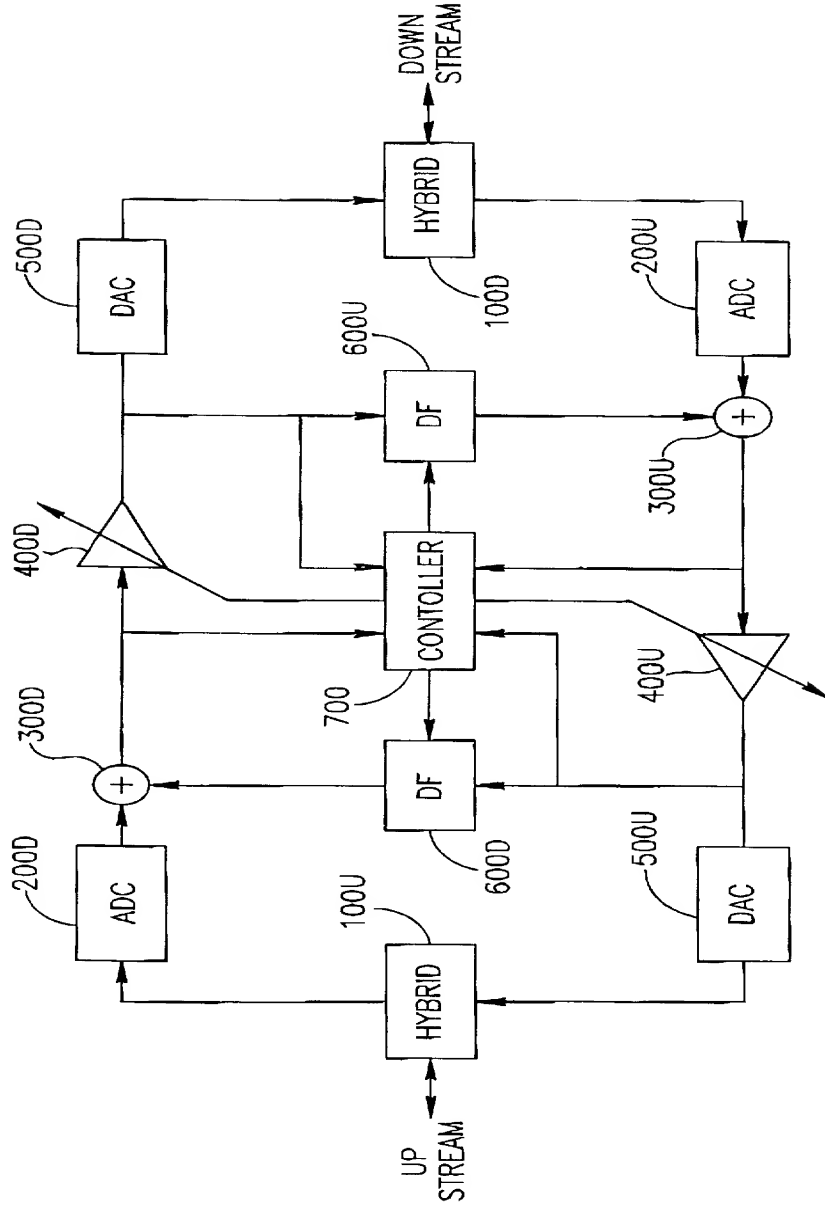 500D
DAC
400D
300D
200D
ADC
600U
DF
DOWN
STREAM
HYBRID
100D
CONTOLLER
700
DF
600D
100U
HYBRID
UP
STREAM
200U
ADC
+
300U
+
400U
500U
DAC